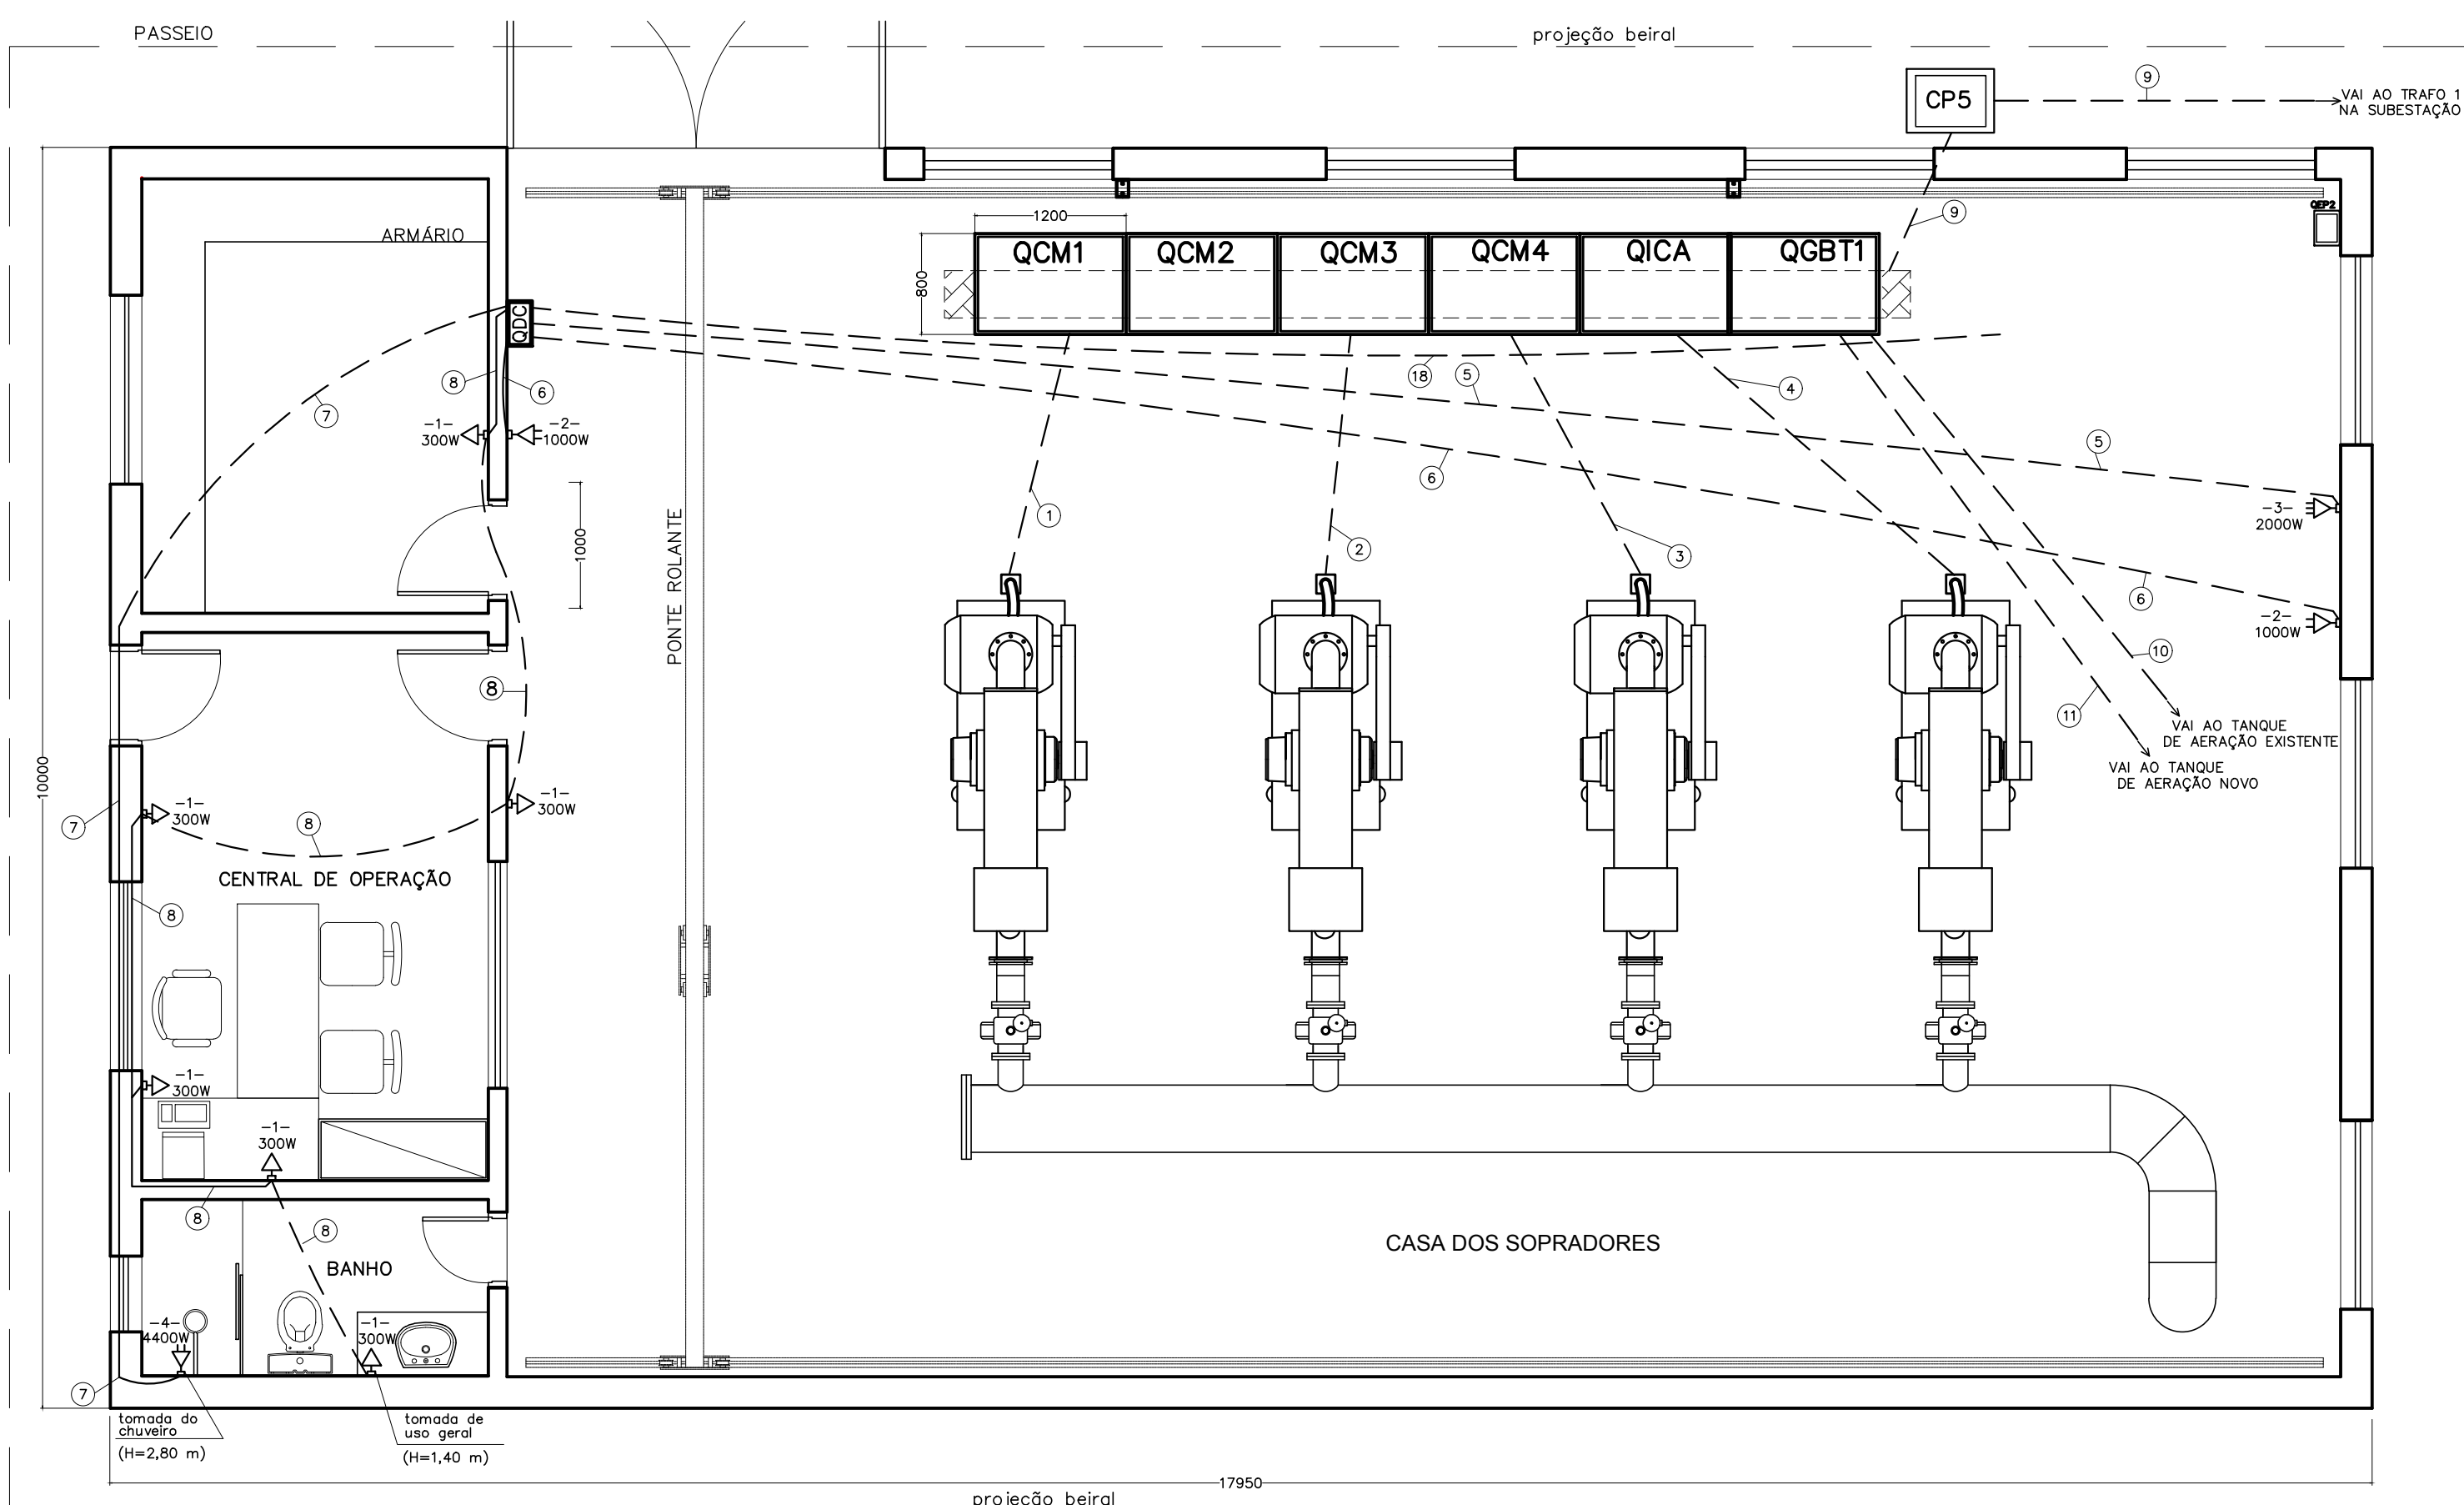 PASSEIO
projeção beiral
9
CP5
VAI AO TRAFO 1
NA SUBESTAÇÃO
QEP2
1200
9
ARMÁRIO
QCM1
QCM2
QCM3
QCM4
QICA
QGBT1
800
QDC
18
5
4
8
6
7
-1-
300W
-2-
1000W
5
6
1
2
3
-3-
2000W
1000
PONTE ROLANTE
6
-2-
1000W
10
11
8
VAI AO TANQUE
DE AERAÇÃO EXISTENTE
VAI AO TANQUE
DE AERAÇÃO NOVO
10000
-1-
300W
-1-
300W
7
8
CENTRAL DE OPERAÇÃO
8
-1-
300W
-1-
300W
8
8
BANHO
CASA DOS SOPRADORES
-4-
4400W
-1-
300W
7
tomada do
chuveiro
(H=2,80 m)
tomada de
uso geral
(H=1,40 m)
17950
projeção beiral